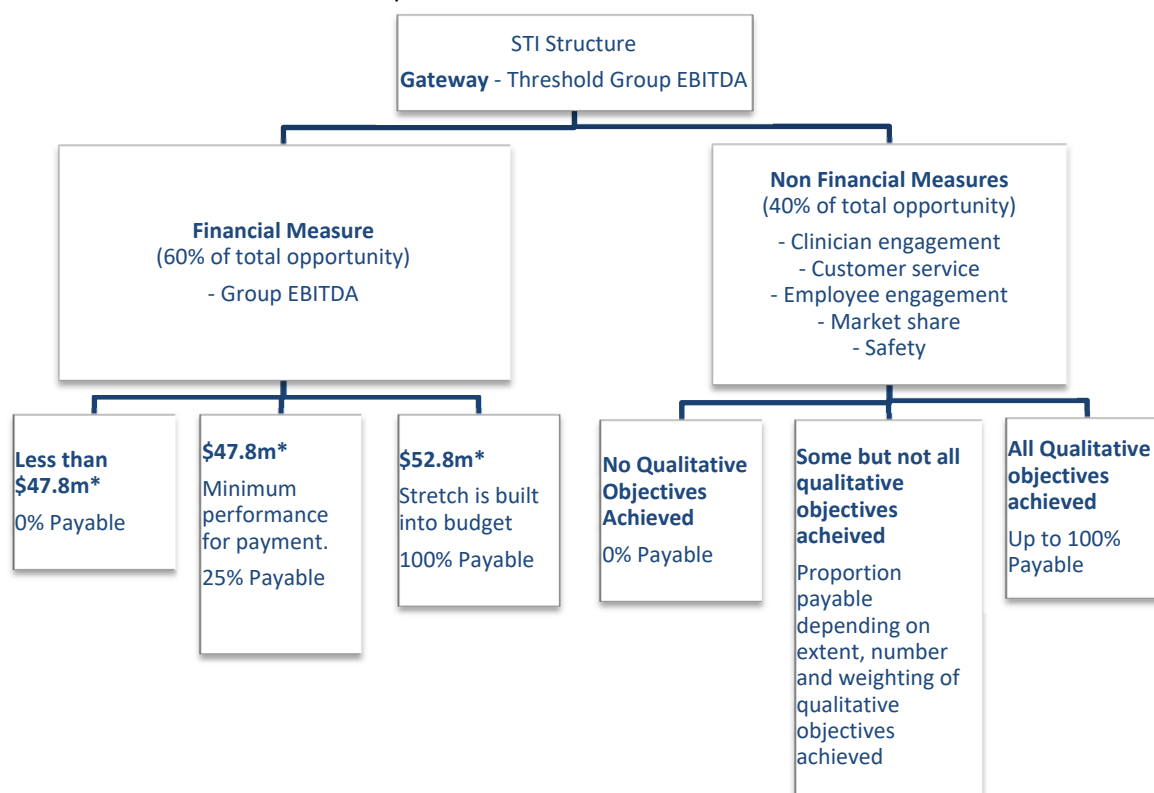 STI Structure
Gateway - Threshold Group EBITDA
Financial Measure
(60% of total opportunity)
- Group EBITDA
Non Financial Measures
(40% of total opportunity)
- Clinician engagement
- Customer service
- Employee engagement
- Market share
- Safety
Less than
$47.8m*
0% Payable
$47.8m*
Minimum
performance
for payment.
25% Payable
$52.8m*
Stretch is built
into budget
100% Payable
No Qualitative
Objectives
Achieved
0% Payable
Some but not all
qualitative
objectives
acheived
Proportion
payable
depending on
extent, number
and weighting of
qualitative
objectives
achieved
All Qualitative
objectives
achieved
Up to 100%
Payable